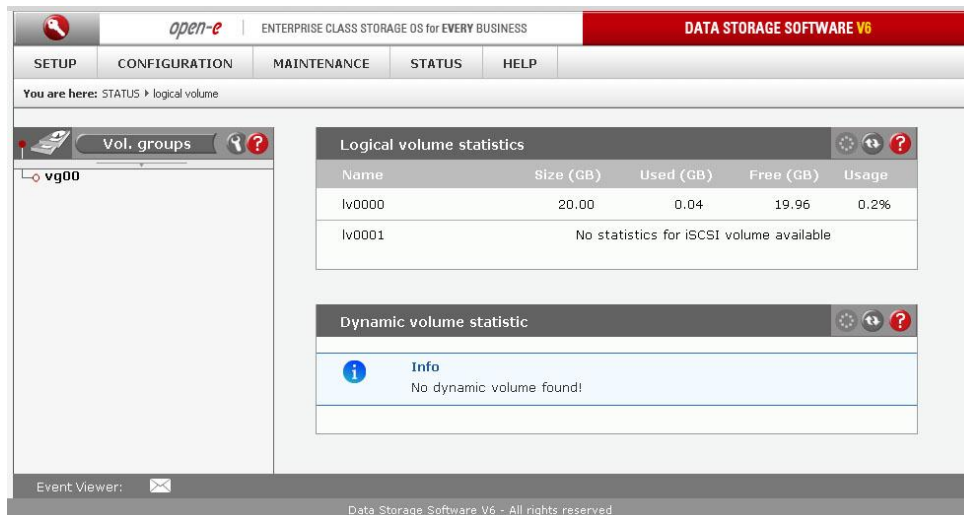 open-e ENTERPRISE CLASS STORAGE OS for EVERY BUSINESS DATA STORAGE SOFTWARE V6
SETUP CONFIGURATION MAINTENANCE STATUS HELP
You are here: STATUS logical volume
Vol. groups
vg00
Logical volume statistics
Name Size (GB) Used (GB) Free (GB) Usage
lv0000 20.00 0.04 19.96 0.2%
lv0001 No statistics for iSCSI volume available
Dynamic volume statistic
Info
No dynamic volume found!
Event Viewer:
Data Storage Software V6 - All rights reserved